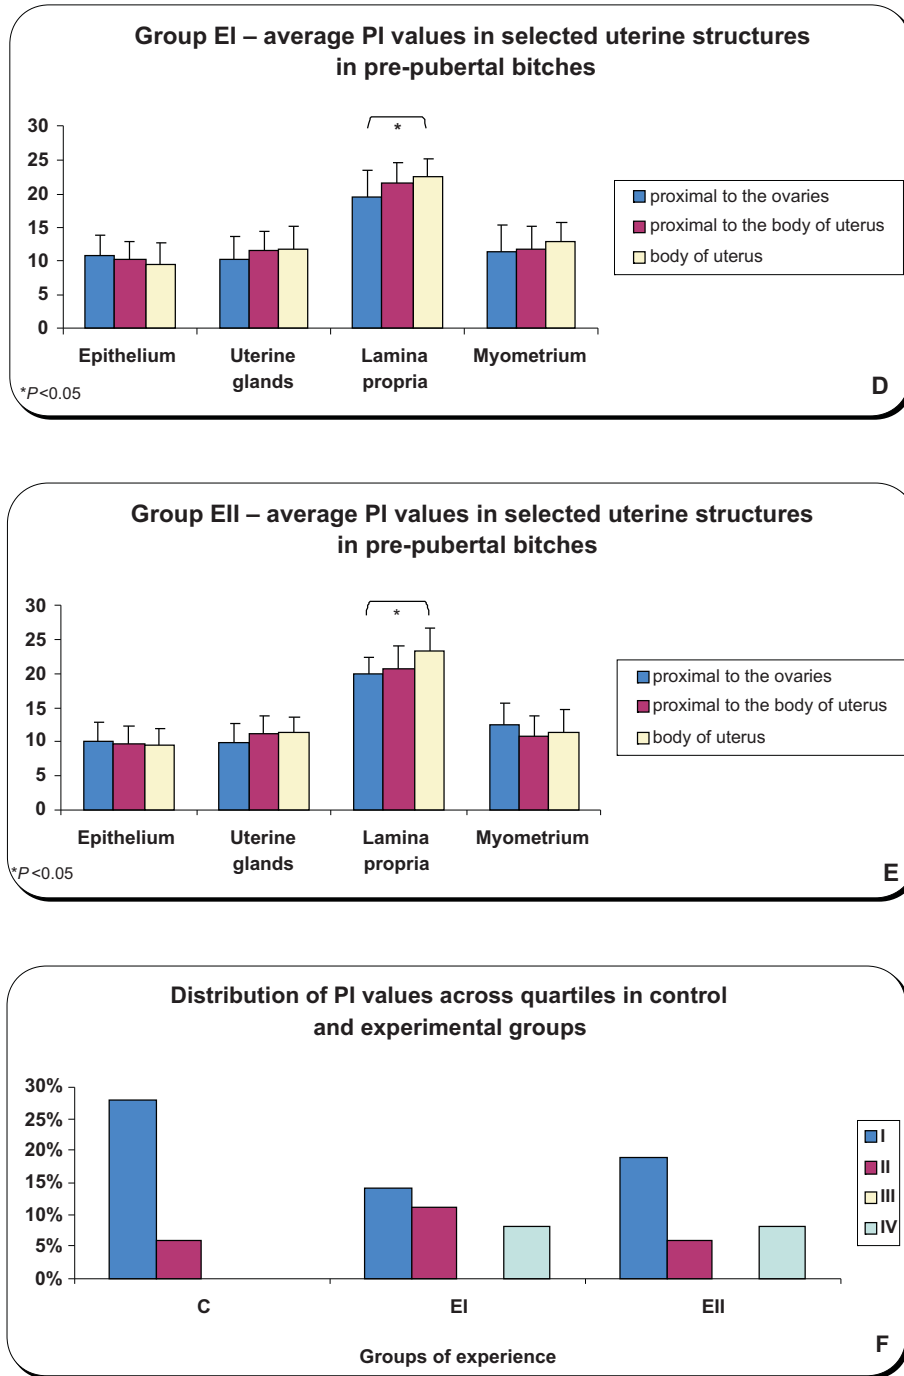 Group EI – average PI values in selected uterine structures
in pre-pubertal bitches
30
25
20
15
10
5
0
*
Epithelium
Uterine
glands
Lamina
propria
Myometrium
proximal to the ovaries
proximal to the body of uterus
body of uterus
*P<0.05
D
Group EII – average PI values in selected uterine structures
in pre-pubertal bitches
30
25
20
15
10
5
0
*
Epithelium
Uterine
glands
Lamina
propria
Myometrium
proximal to the ovaries
proximal to the body of uterus
body of uterus
*P<0.05
E
Distribution of PI values across quartiles in control
and experimental groups
30%
25%
20%
15%
10%
5%
0%
C
EI
EII
I
II
III
IV
Groups of experience
F